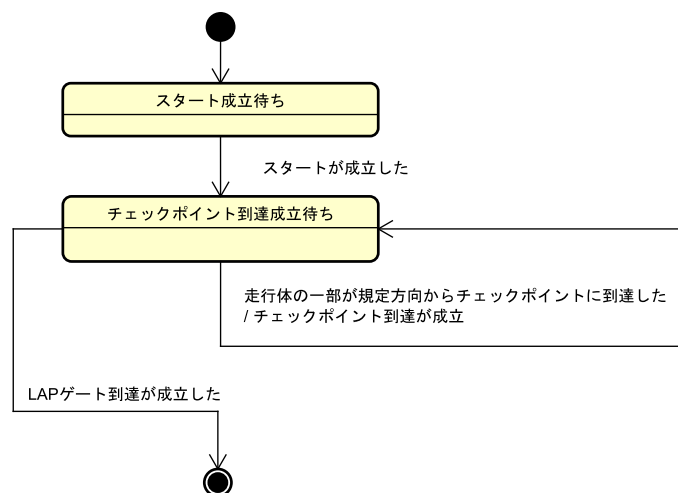 スタート成立待ち
スタートが成立した
チェックポイント到達成立待ち
走行体の一部が規定方向からチェックポイントに到達した
/ チェックポイント到達が成立
LAPゲート到達が成立した